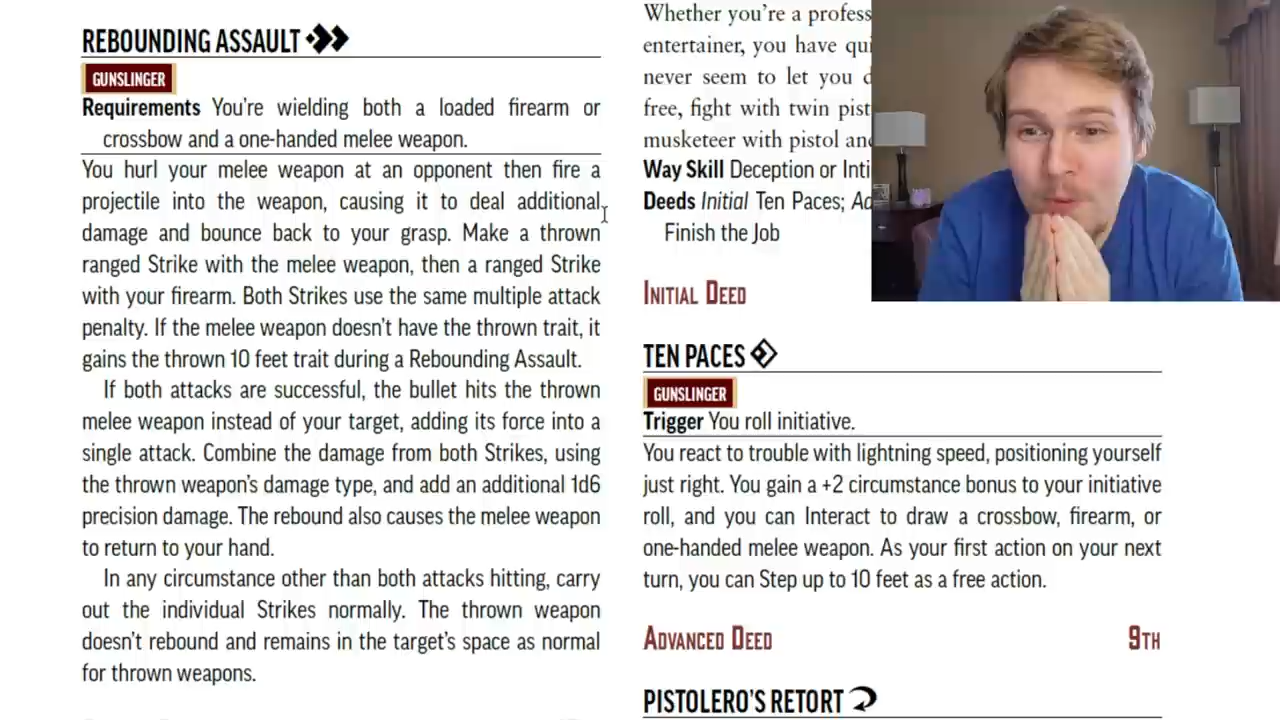 REBOUNDING ASSAULT
GUNSLINGER
Requirements You're wielding both a loaded firearm or
crossbow and a one-handed melee weapon.
You hurl your melee weapon at an opponent then fire a
projectile into the weapon, causing it to deal additional
damage and bounce back to your grasp. Make a thrown
ranged Strike with the melee weapon, then a ranged Strike
with your firearm. Both Strikes use the same multiple attack
penalty. If the melee weapon doesn't have the thrown trait, it
gains the thrown 10 feet trait during a Rebounding Assault.
If both attacks are successful, the bullet hits the thrown
melee weapon instead of your target, adding its force into a
single attack. Combine the damage from both Strikes, using
the thrown weapon's damage type, and add an additional 1d6
precision damage. The rebound also causes the melee weapon
to return to your hand.
In any circumstance other than both attacks hitting, carry
out the individual Strikes normally. The thrown weapon
doesn't rebound and remains in the target's space as normal
for thrown weapons.
Whether you're a profess
entertainer, you have qui
never seem to let you d
free, fight with twin pist
musketeer with pistol and
Way Skill Deception or Inti
Deeds Initial Ten Paces; Ad
Finish the Job
INITIAL DEED
TEN PACES
GUNSLINGER
Trigger You roll initiative.
You react to trouble with lightning speed, positioning yourself
just right. You gain a +2 circumstance bonus to your initiative
roll, and you can Interact to draw a crossbow, firearm, or
one-handed melee weapon. As your first action on your next
turn, you can Step up to 10 feet as a free action.
ADVANCED DEED 9TH
PISTOLERO'S RETORT